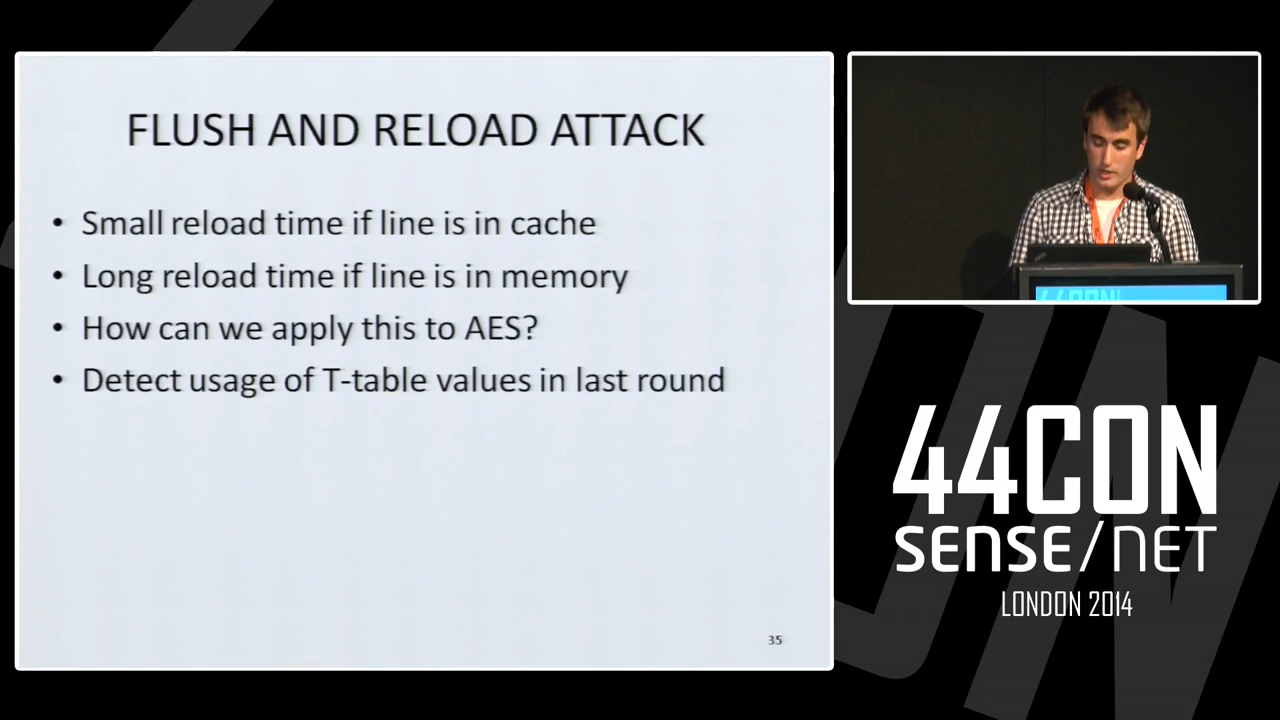 FLUSH AND RELOAD ATTACK
• Small reload time if line is in cache
• Long reload time if line is in memory
• How can we apply this to AES?
• Detect usage of T-table values in last round
35
44CON
44CON
SENSE/NET
LONDON 2014